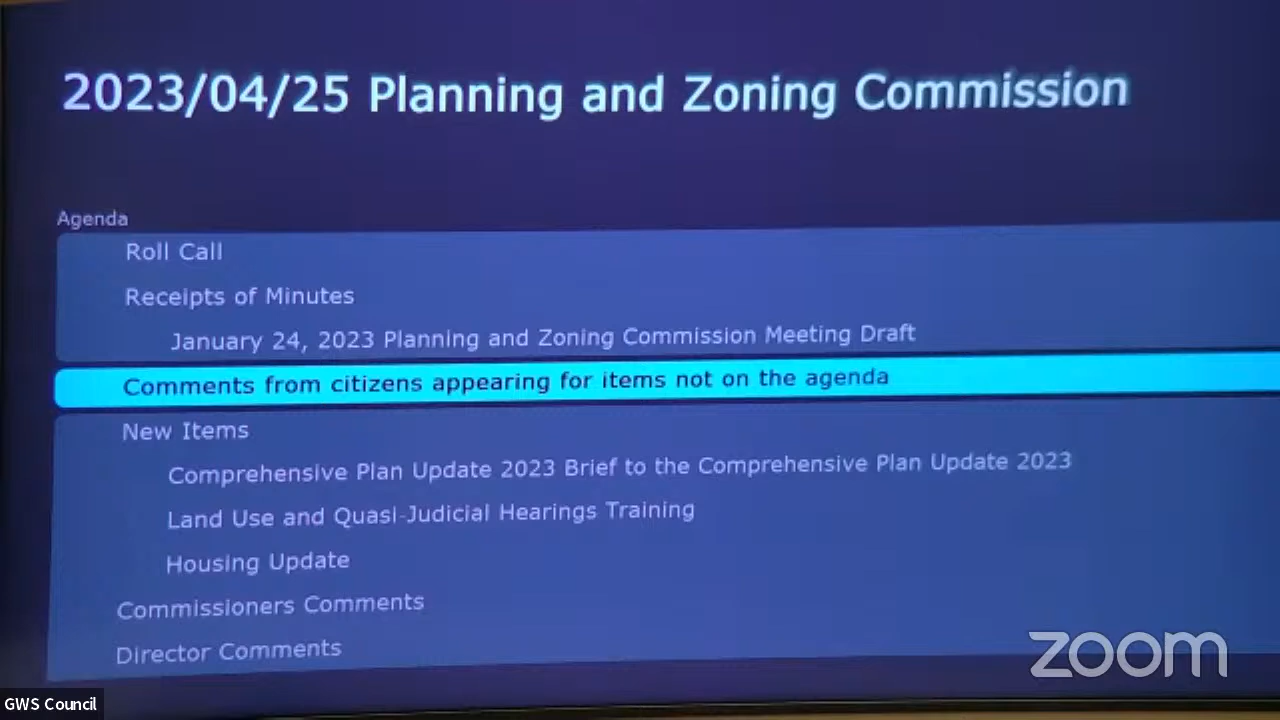 2023/04/25 Planning and Zoning Commission
Agenda
Roll Call
Receipts of Minutes
January 24, 2023 Planning and Zoning Commission Meeting Draft
Comments from citizens appearing for items not on the agenda
New Items
Comprehensive Plan Update 2023 Brief to the Comprehensive Plan Update 2023
Land Use and Quasi-Judicial Hearings Training
Housing Update
Commissioners Comments
Director Comments
zoom
GWS Council